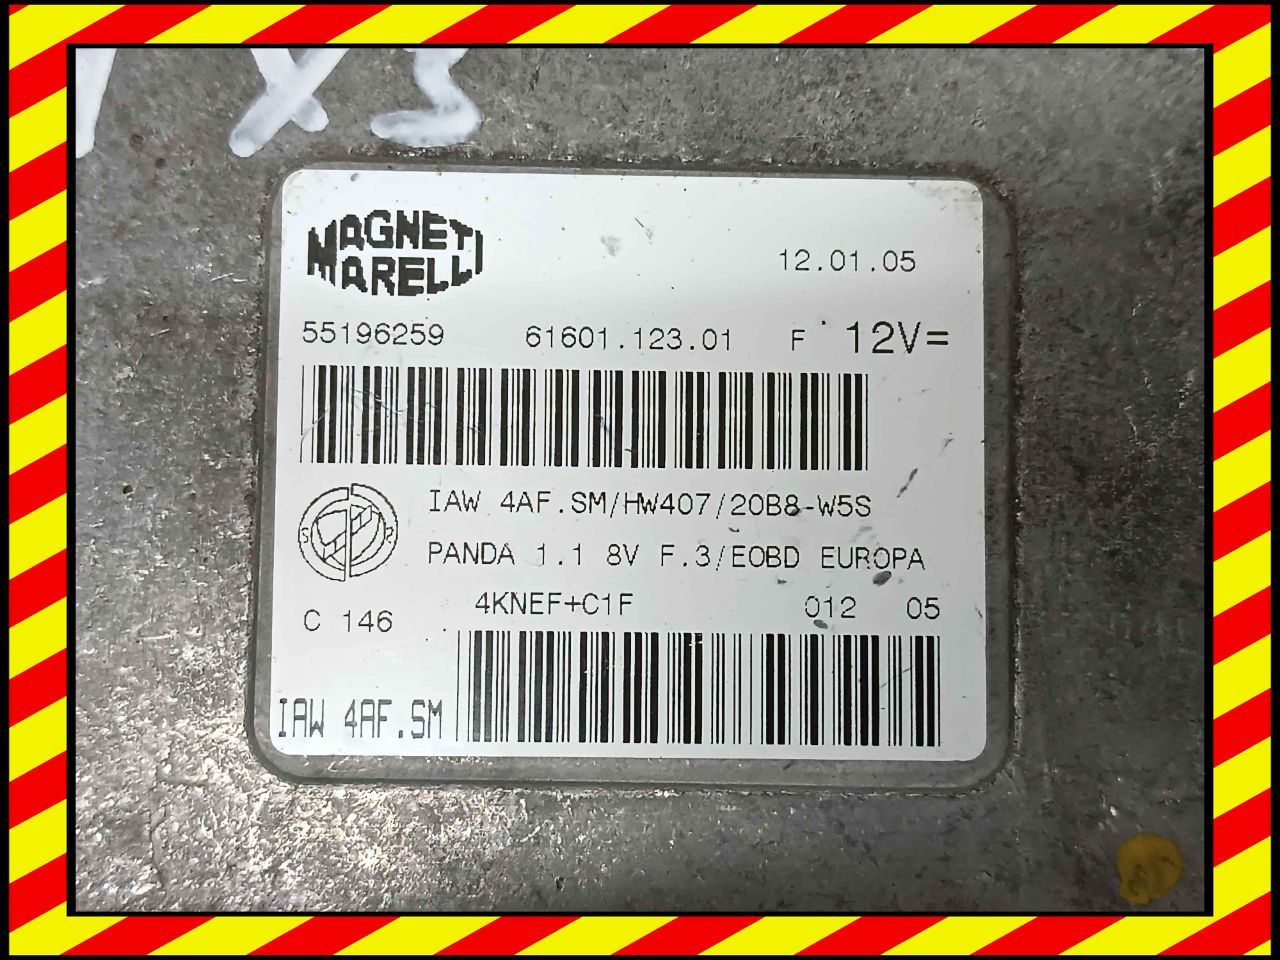 MAGNETI
MARELLI
12.01.05
55196259 61601.123.01 F 12V=
IAW 4AF.SM/HW407/20B8-W5S
PANDA 1.1 8V F.3/EOBD EUROPA
4KNEF+C1F 012 05
C 146
IAW 4AF.SM